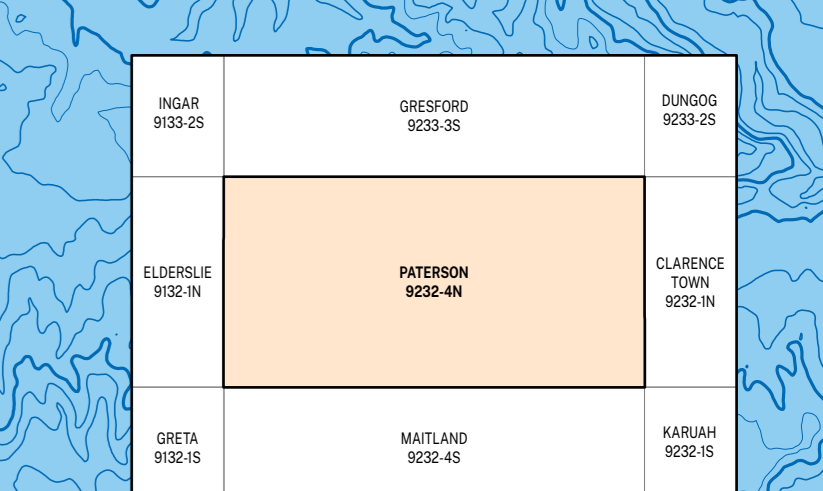 INGAR
9133-2S
GRESFORD
9233-3S
DUNGOG
9233-2S
ELDERSLIE
9132-1N
PATERSON
9232-4N
CLARENCE
TOWN
9232-1N
GRETA
9132-1S
MAITLAND
9232-4S
KARUAH
9232-1S